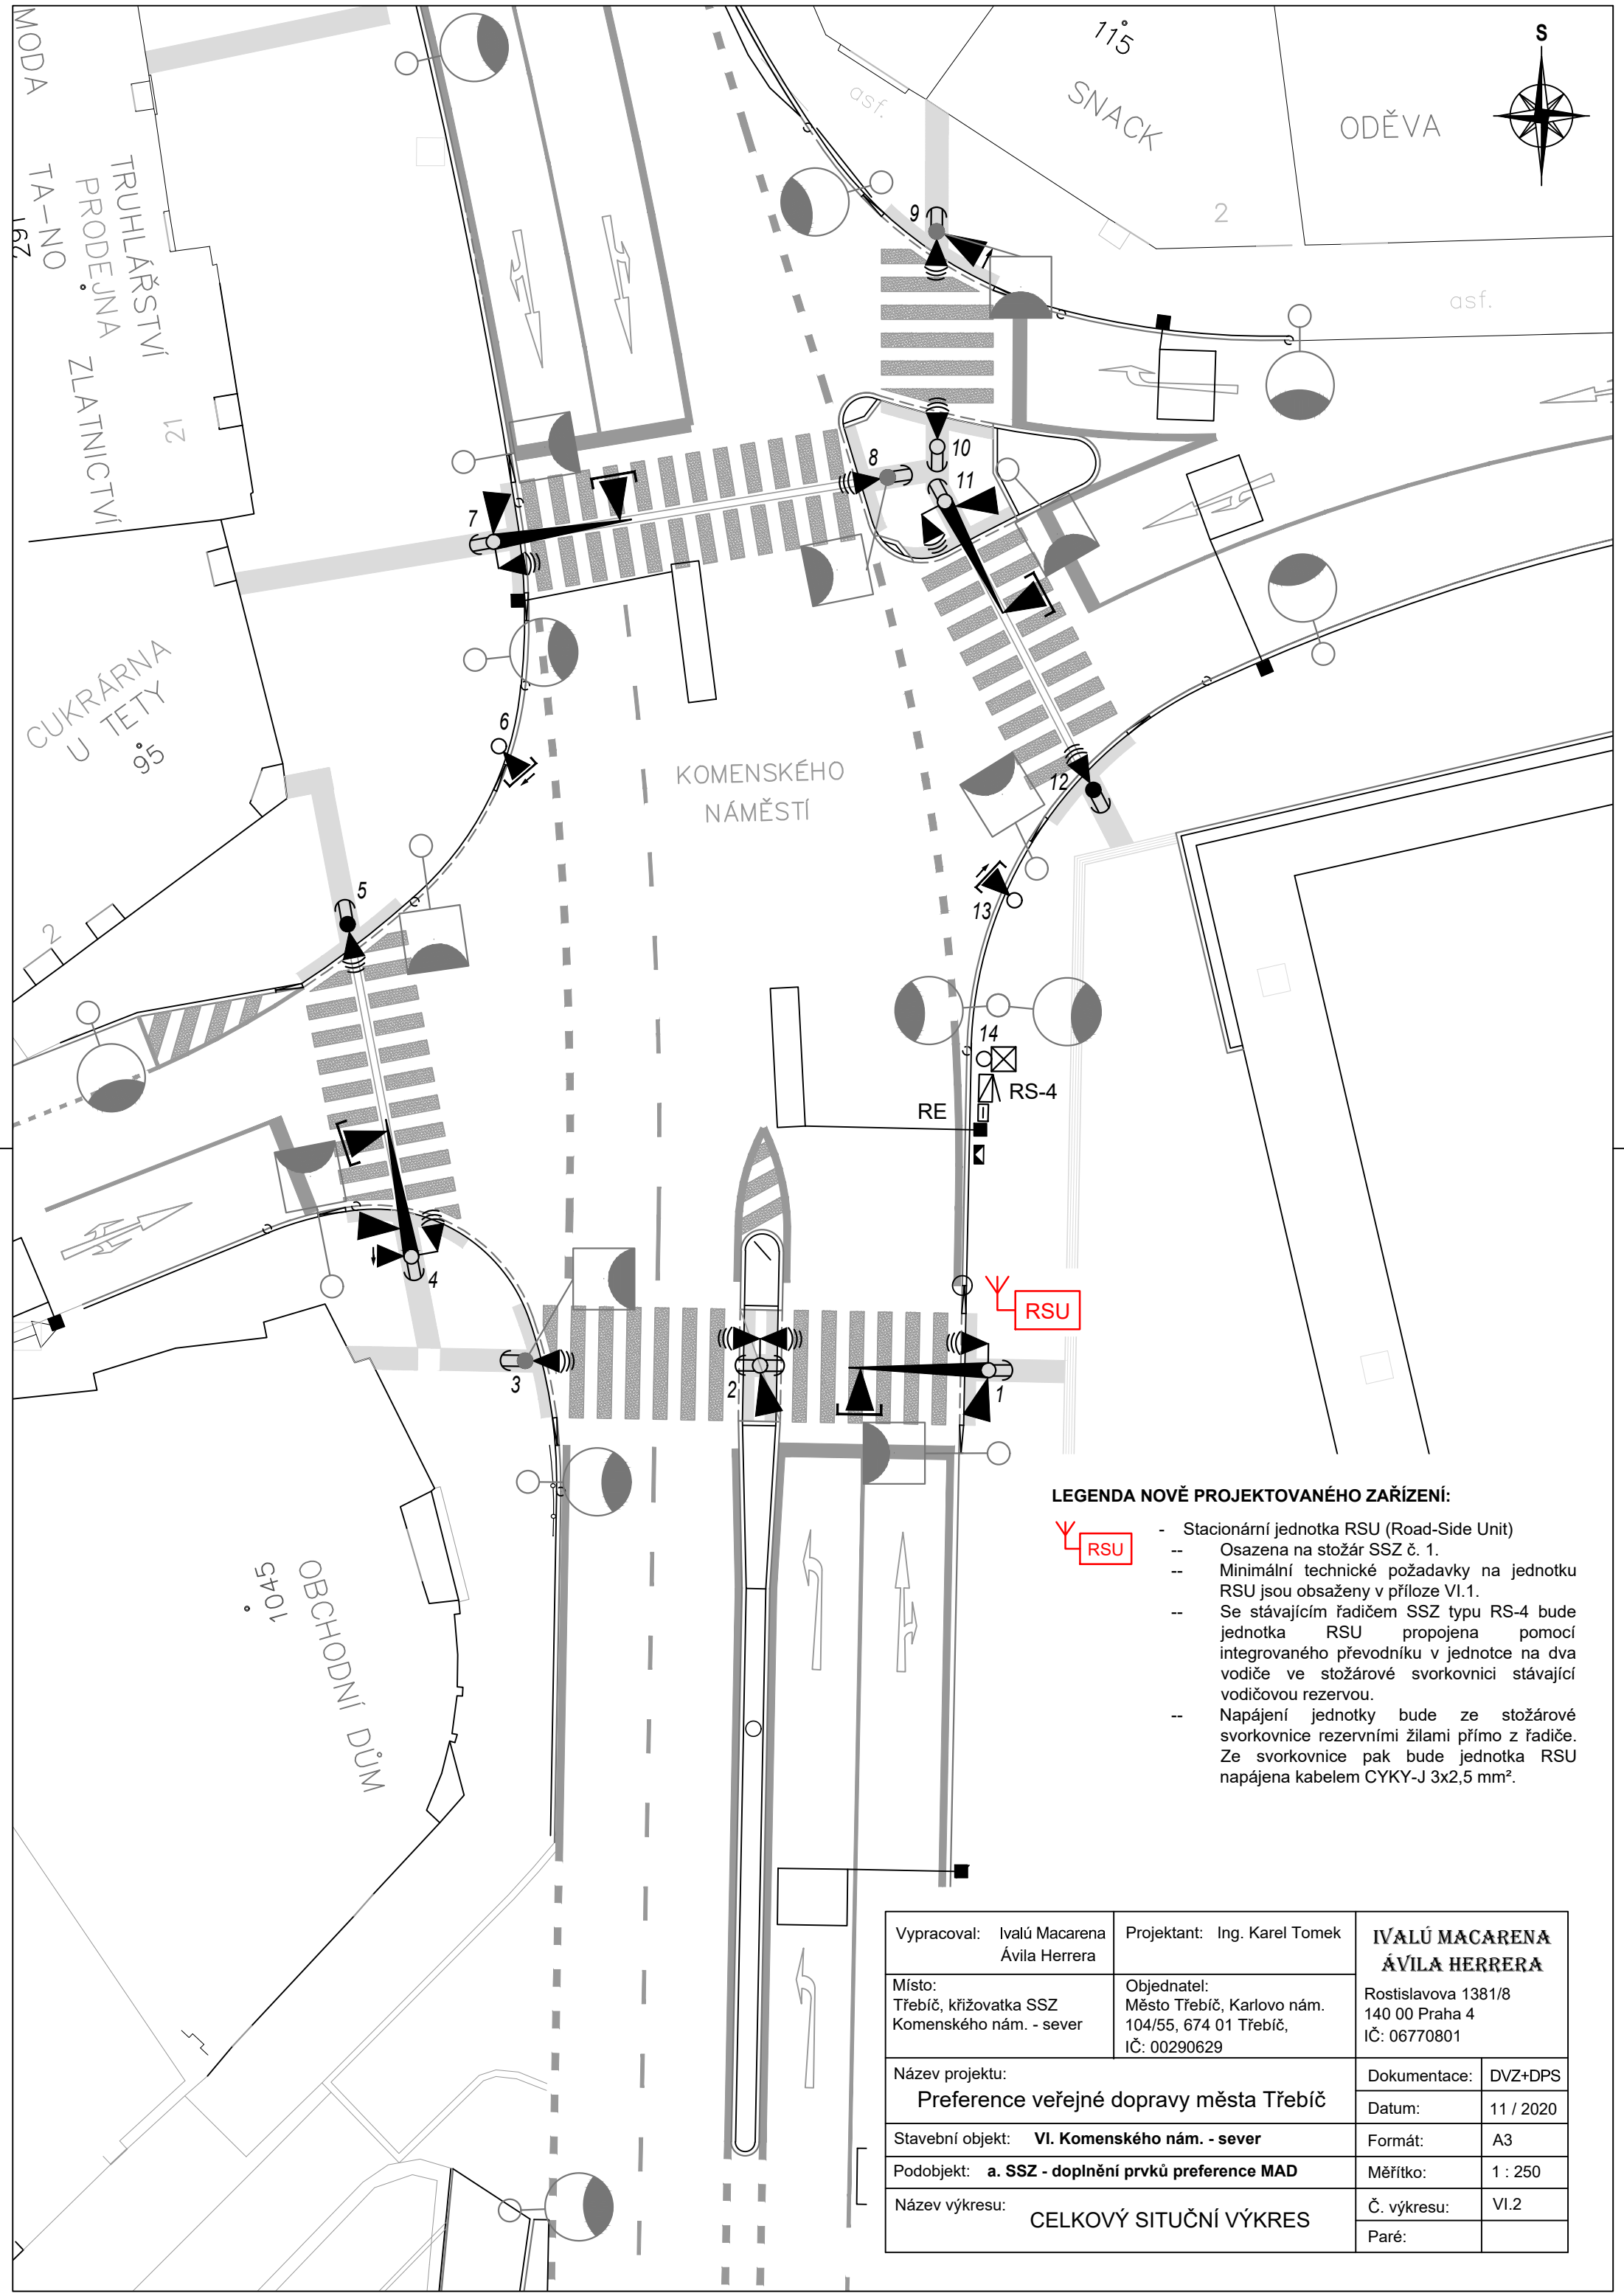 MODA
TA-NO
291
TRUHLÁŘSTVÍ
PRODEJNA
ZLATNICTVÍ
21
115
SNACK
ODĚVA
2
asf.
asf.
S
9
10
11
8
7
6
12
13
CUKRÁRNA
U TETY
95
2
5
KOMENSKÉHO
NÁMĚSTÍ
14
RS-4
RE
4
3
2
1
RSU
1045
OBCHODNÍ DŮM
LEGENDA NOVĚ PROJEKTOVANÉHO ZAŘÍZENÍ:
RSU
- Stacionární jednotka RSU (Road-Side Unit)
-- Osazena na stožár SSZ č. 1.
-- Minimální technické požadavky na jednotku
RSU jsou obsaženy v příloze VI.1.
-- Se stávajícím řadičem SSZ typu RS-4 bude
jednotka RSU propojena pomocí
integrovaného převodníku v jednotce na dva
vodiče ve stožárové svorkovnici stávající
vodičovou rezervou.
-- Napájení jednotky bude ze stožárové
svorkovnice rezervními žilami přímo z řadiče.
Ze svorkovnice pak bude jednotka RSU
napájena kabelem CYKY-J 3x2,5 mm².
Vypracoval: Ivalú Macarena
Ávila Herrera
Projektant: Ing. Karel Tomek
IVALÚ MACARENA
ÁVILA HERRERA
Rostislavova 1381/8
140 00 Praha 4
IČ: 06770801
Místo:
Třebíč, křižovatka SSZ
Komenského nám. - sever
Objednatel:
Město Třebíč, Karlovo nám.
104/55, 674 01 Třebíč,
IČ: 00290629
Název projektu:
Preference veřejné dopravy města Třebíč
Dokumentace: DVZ+DPS
Datum: 11 / 2020
Stavební objekt: VI. Komenského nám. - sever
Formát: A3
Podobjekt: a. SSZ - doplnění prvků preference MAD
Měřítko: 1 : 250
Název výkresu:
CELKOVÝ SITUČNÍ VÝKRES
Č. výkresu: VI.2
Paré: